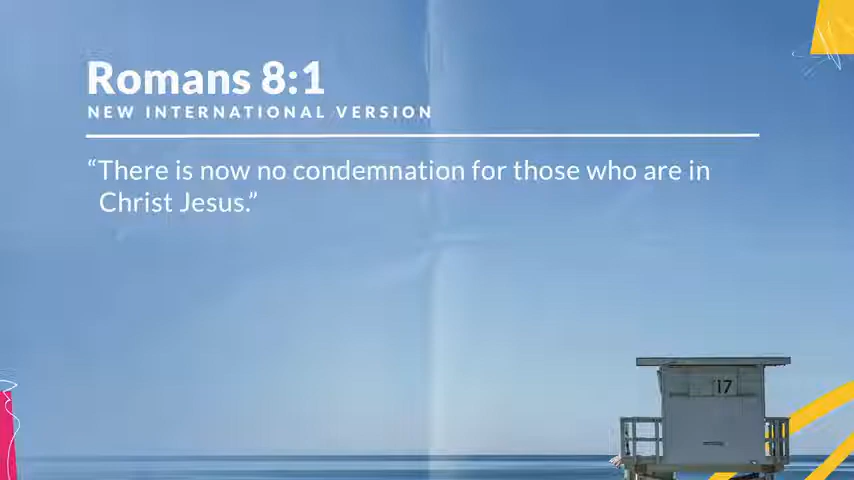 Romans 8:1
NEW INTERNATIONAL VERSION
“There is now no condemnation for those who are in
Christ Jesus.”
17